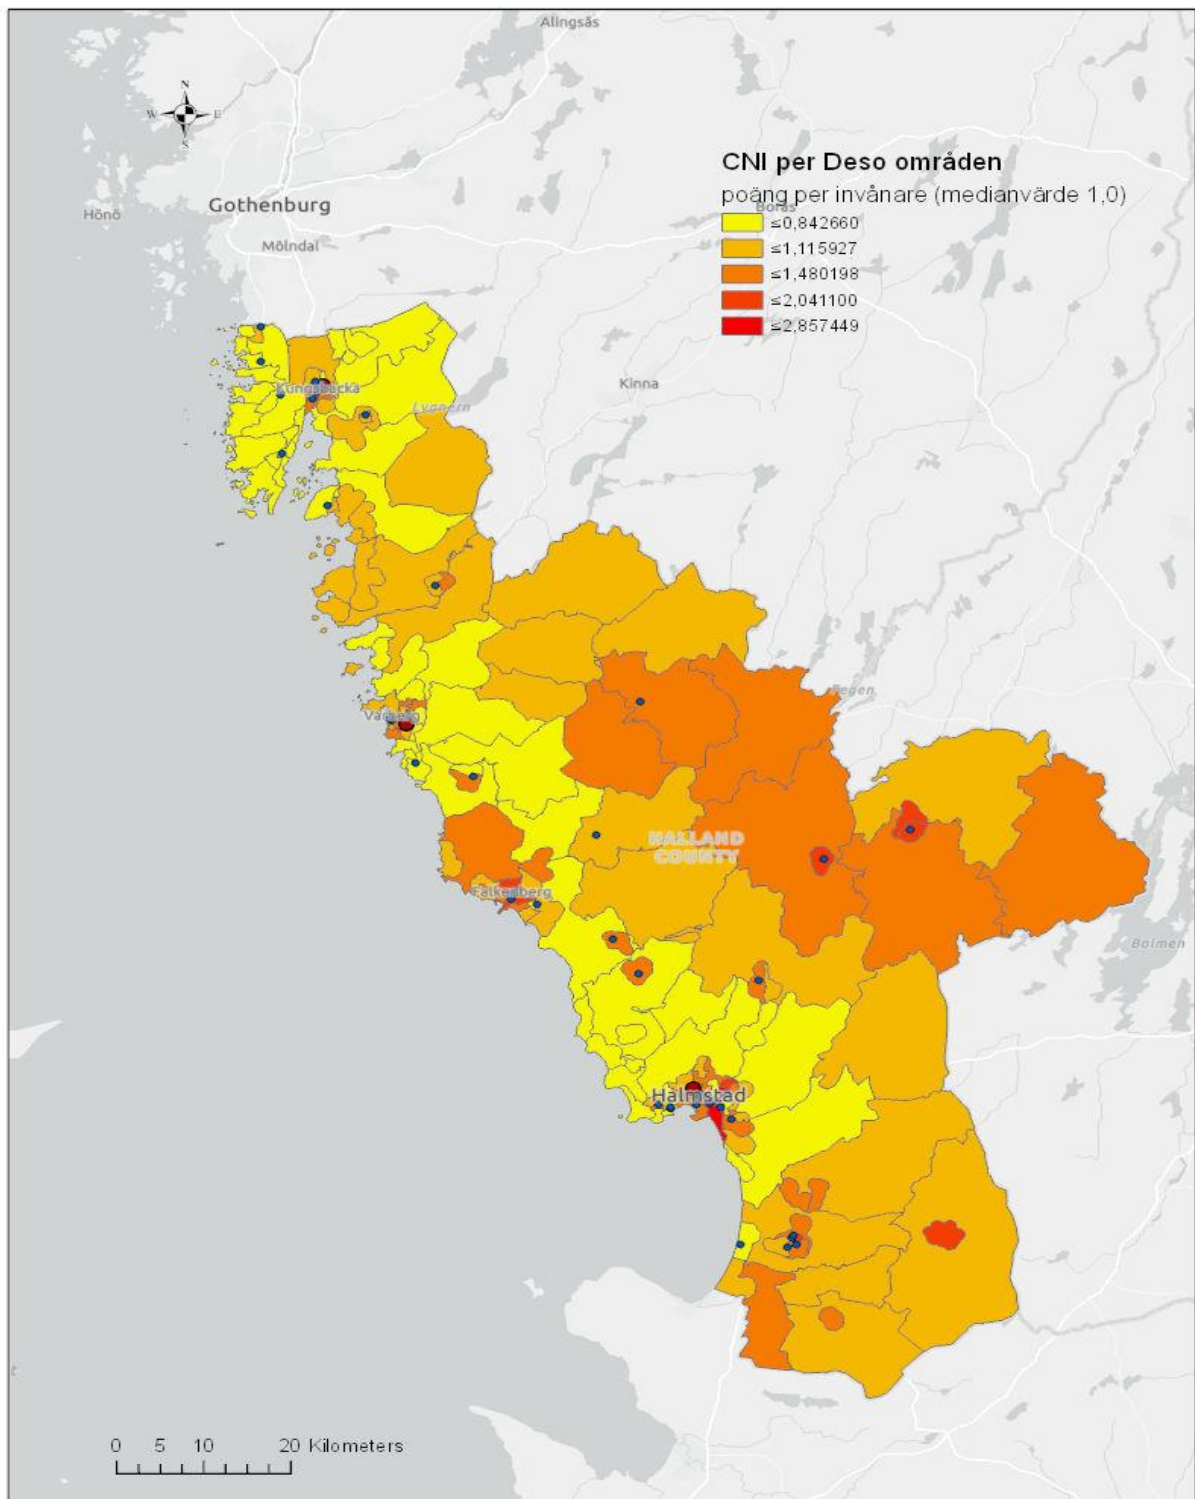 Alingsås
N
W E
S
CNI per Deso områden
poäng per invånare (medianvärde 1,0)
Borås
Gothenburg
Hönö
Mölndal
≤0,842660
≤1,115927
≤1,480198
≤2,041100
≤2,857449
Kinna
Kungsbacka
Lygnern
Fegen
Varberg
HALLAND
COUNTY
Falkenberg
Bolmen
Halmstad
0 5 10 20 Kilometers